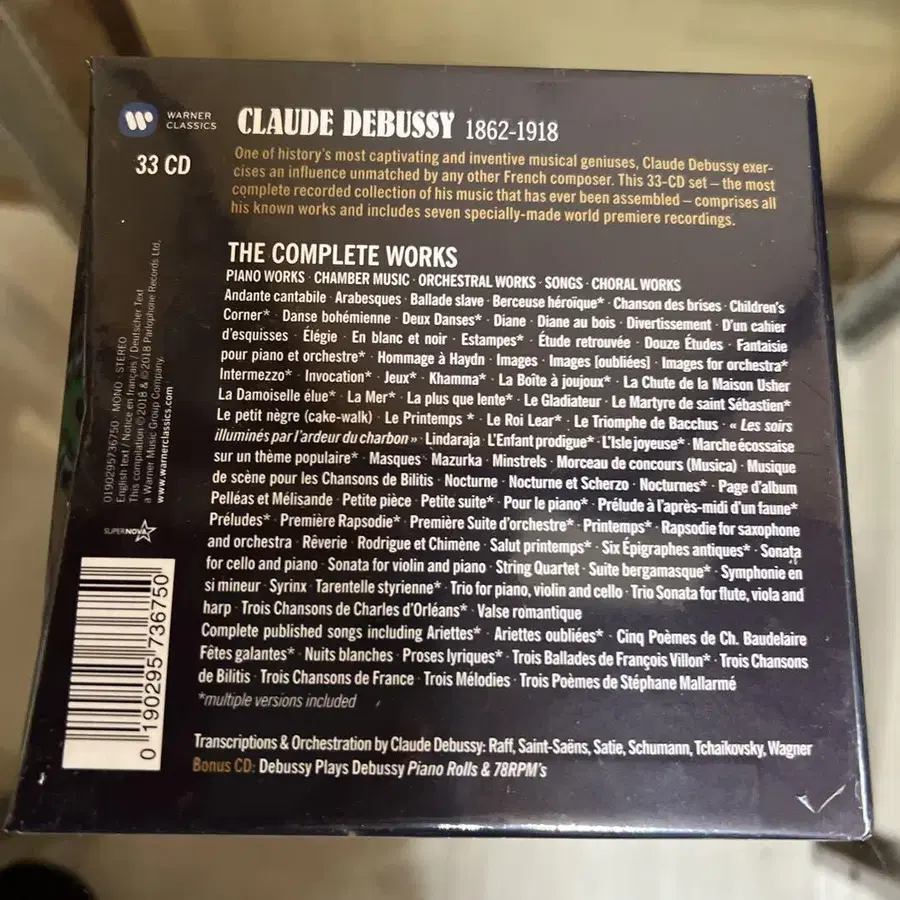 WARNER
CLASSICS
33 CD
CLAUDE DEBUSSY 1862-1918
One of history's most captivating and inventive musical geniuses, Claude Debussy exer-
cises an influence unmatched by any other French composer. This 33-CD set – the most
complete recorded collection of his music that has ever been assembled – comprises all
his known works and includes seven specially-made world premiere recordings.
THE COMPLETE WORKS
PIANO WORKS · CHAMBER MUSIC · ORCHESTRAL WORKS · SONGS · CHORAL WORKS
Andante cantabile · Arabesques · Ballade slave · Berceuse héroïque* · Chanson des brises · Children's
Corner* · Danse bohémienne · Deux Danses* · Diane · Diane au bois · Divertissement · D'un cahier
d'esquisses · Élégie · En blanc et noir · Estampes* · Étude retrouvée · Douze Études · Fantaisie
pour piano et orchestre* · Hommage à Haydn · Images · Images [oubliées] · Images for orchestra*
Intermezzo* · Invocation* · Jeux* · Khamma* · La Boîte à joujoux* · La Chute de la Maison Usher
La Damoiselle élue* · La Mer* · La plus que lente* · Le Gladiateur · Le Martyre de saint Sébastien*
Le petit nègre (cake-walk) · Le Printemps * · Le Roi Lear* · Le Triomphe de Bacchus · « Les soirs
illuminés par l'ardeur du charbon » · Lindaraja · L'Enfant prodigue* · L'Isle joyeuse* · Marche écossaise
sur un thème populaire* · Masques · Mazurka · Minstrels · Morceau de concours (Musica) · Musique
de scène pour les Chansons de Bilitis · Nocturne · Nocturne et Scherzo · Nocturnes* · Page d'album
Pelléas et Mélisande · Petite pièce · Petite suite* · Pour le piano* · Prélude à l'après-midi d'un faune*
Préludes* · Première Rapsodie* · Première Suite d'orchestre* · Printemps* · Rapsodie for saxophone
and orchestra · Rêverie · Rodrigue et Chimène · Salut printemps* · Six Épigraphes antiques* · Sonata
for cello and piano · Sonata for violin and piano · String Quartet · Suite bergamasque* · Symphonie en
si mineur · Syrinx · Tarentelle styrienne* · Trio for piano, violin and cello · Trio Sonata for flute, viola and
harp · Trois Chansons de Charles d'Orléans* · Valse romantique
Complete published songs including Ariettes* · Ariettes oubliées* · Cinq Poèmes de Ch. Baudelaire
Fêtes galantes* · Nuits blanches · Proses lyriques* · Trois Ballades de François Villon* · Trois Chansons
de Bilitis · Trois Chansons de France · Trois Mélodies · Trois Poèmes de Stéphane Mallarmé
*multiple versions included
Transcriptions & Orchestration by Claude Debussy: Raff, Saint-Saëns, Satie, Schumann, Tchaikovsky, Wagner
Bonus CD: Debussy Plays Debussy Piano Rolls & 78RPM's
0190295736750 · MONO · STEREO
English text / Notice en français / Deutscher Text
This compilation ℗ 2018 & © 2018 Parlophone Records Ltd,
a Warner Music Group Company.
www.warnerclassics.com
SUPERNOVA
0 190295 736750